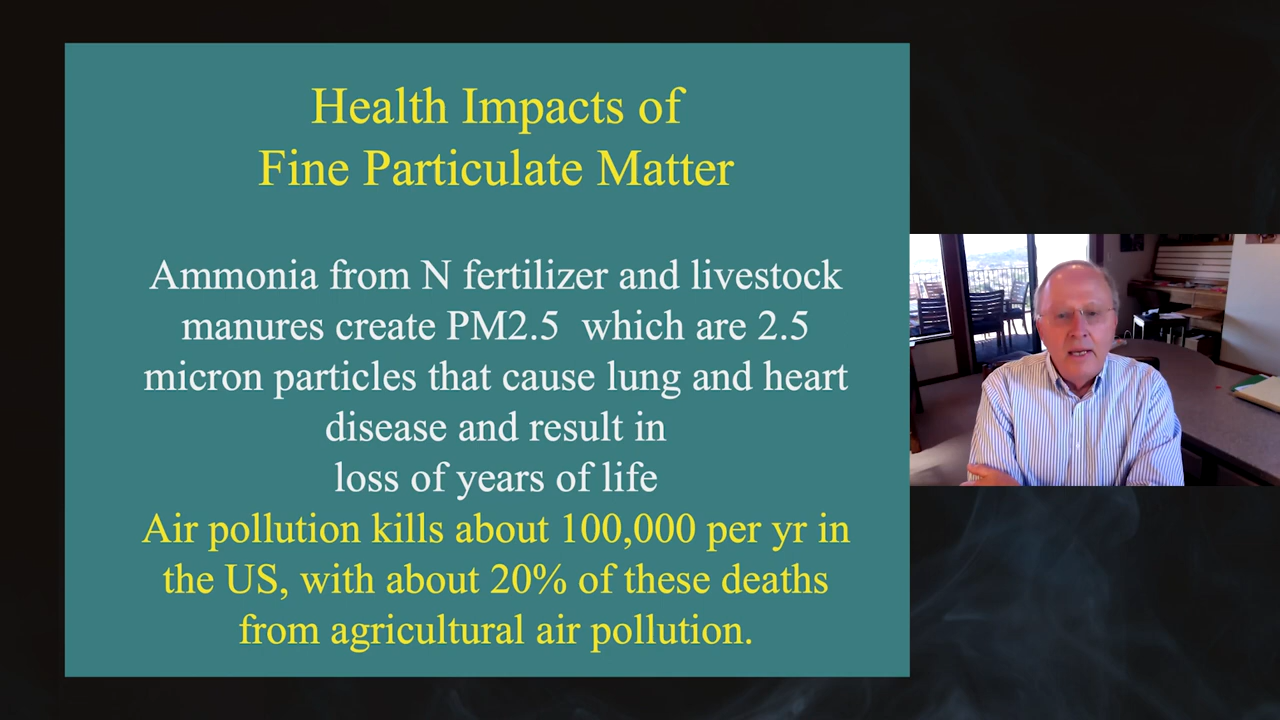 Health Impacts of
Fine Particulate Matter
Ammonia from N fertilizer and livestock
manures create PM2.5  which are 2.5
micron particles that cause lung and heart
disease and result in
loss of years of life
Air pollution kills about 100,000 per yr in
the US, with about 20% of these deaths
from agricultural air pollution.